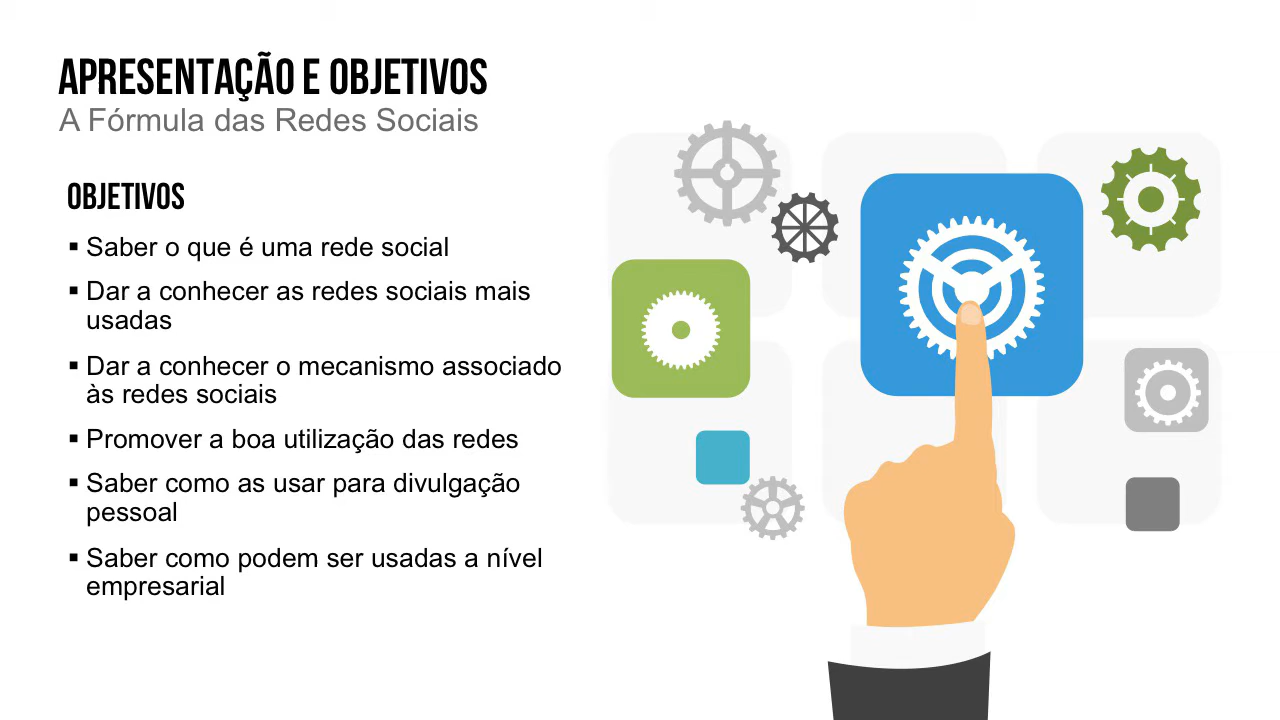 APRESENTAÇÃO E OBJETIVOS
A Fórmula das Redes Sociais
OBJETIVOS
▪ Saber o que é uma rede social
▪ Dar a conhecer as redes sociais mais
usadas
▪ Dar a conhecer o mecanismo associado
às redes sociais
▪ Promover a boa utilização das redes
▪ Saber como as usar para divulgação
pessoal
▪ Saber como podem ser usadas a nível
empresarial